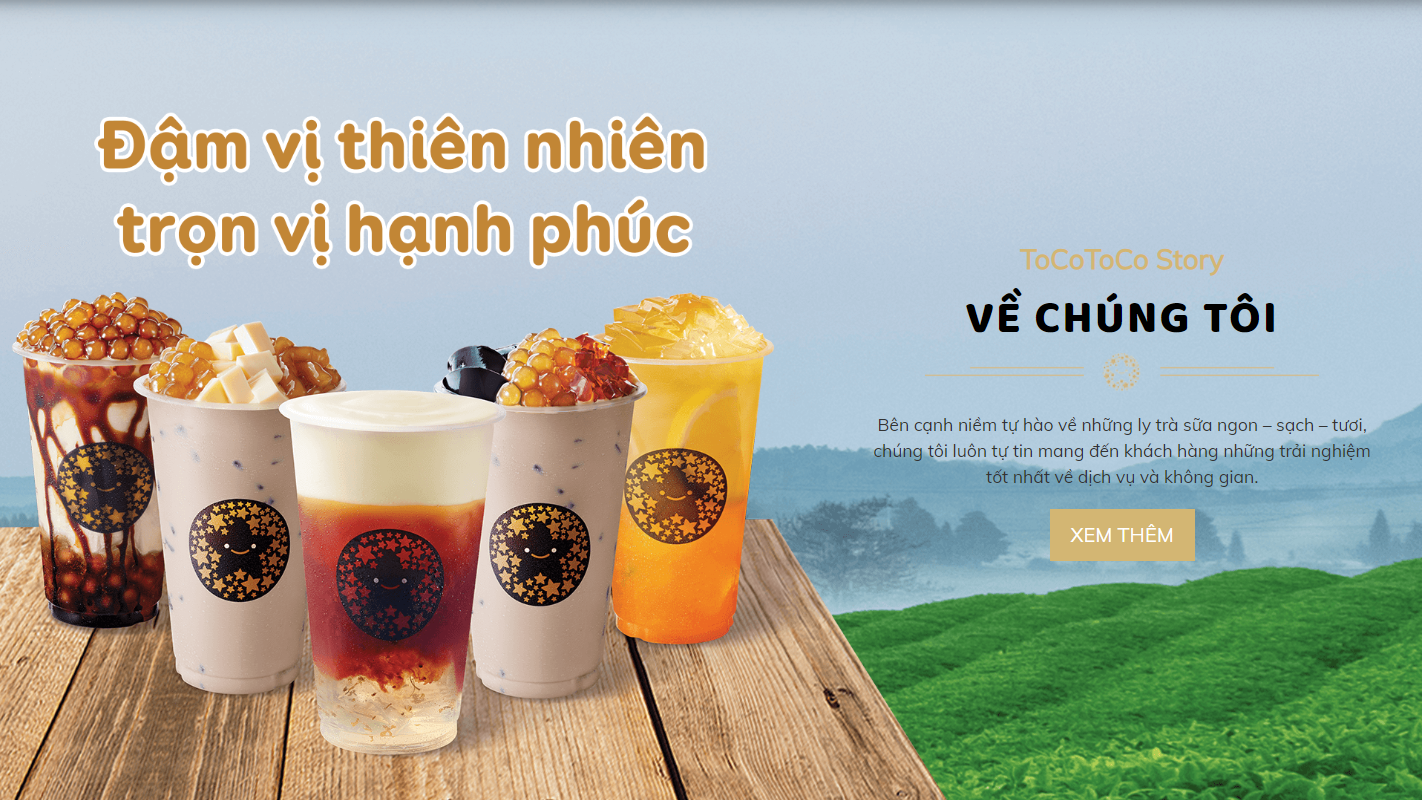 Đậm vị thiên nhiên
trọn vị hạnh phúc
ToCoToCo Story
VỀ CHÚNG TÔI
Bên cạnh niềm tự hào về những ly trà sữa ngon – sạch – tươi,
chúng tôi luôn tự tin mang đến khách hàng những trải nghiệm
tốt nhất về dịch vụ và không gian.
XEM THÊM